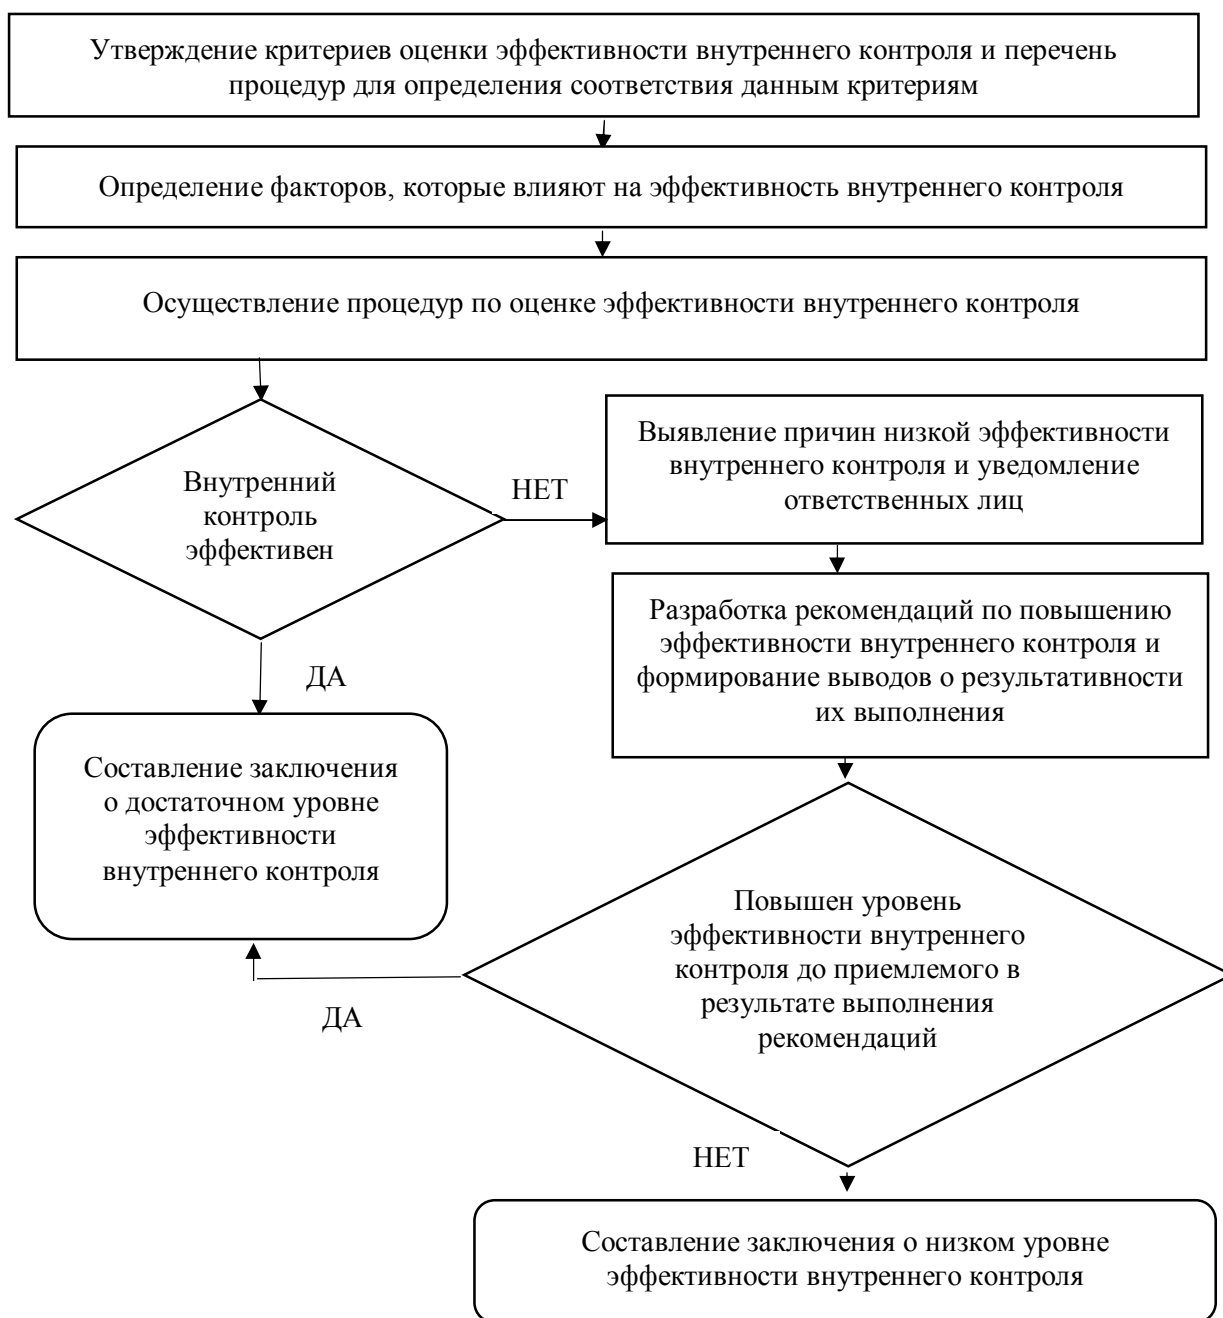 Утверждение критериев оценки эффективности внутреннего контроля и перечень
процедур для определения соответствия данным критериям
Определение факторов, которые влияют на эффективность внутреннего контроля
Осуществление процедур по оценке эффективности внутреннего контроля
Внутренний
контроль
эффективен
НЕТ
Выявление причин низкой эффективности
внутреннего контроля и уведомление
ответственных лиц
Разработка рекомендаций по повышению
эффективности внутреннего контроля и
формирование выводов о результативности
их выполнения
ДА
Составление заключения
о достаточном уровне
эффективности
внутреннего контроля
Повышен уровень
эффективности внутреннего
контроля до приемлемого в
результате выполнения
рекомендаций
ДА
НЕТ
Составление заключения о низком уровне
эффективности внутреннего контроля